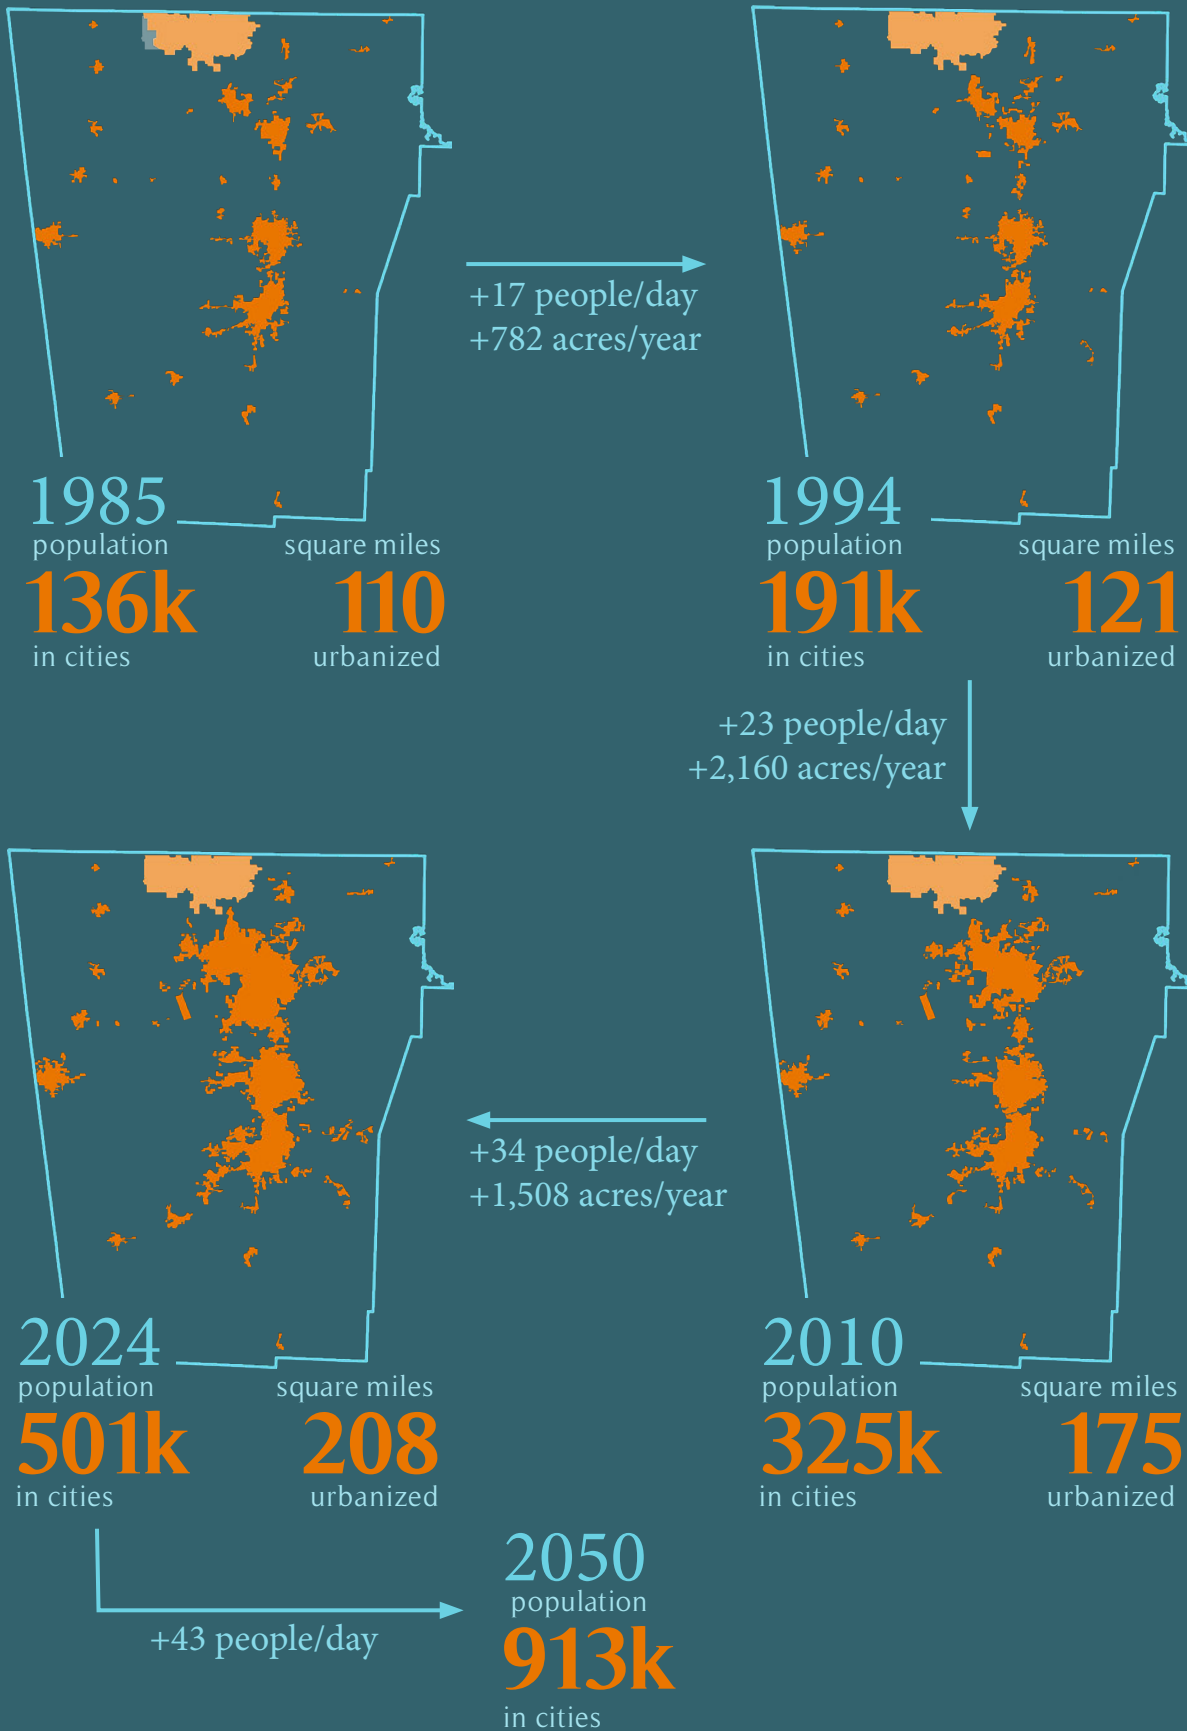 +17 people/day
+782 acres/year
1985
population
square miles
136k
110
in cities
urbanized
1994
population
square miles
191k
121
in cities
urbanized
+23 people/day
+2,160 acres/year
+34 people/day
+1,508 acres/year
2010
population
square miles
325k
175
in cities
urbanized
2024
population
square miles
501k
208
in cities
urbanized
+43 people/day
2050
population
913k
in cities